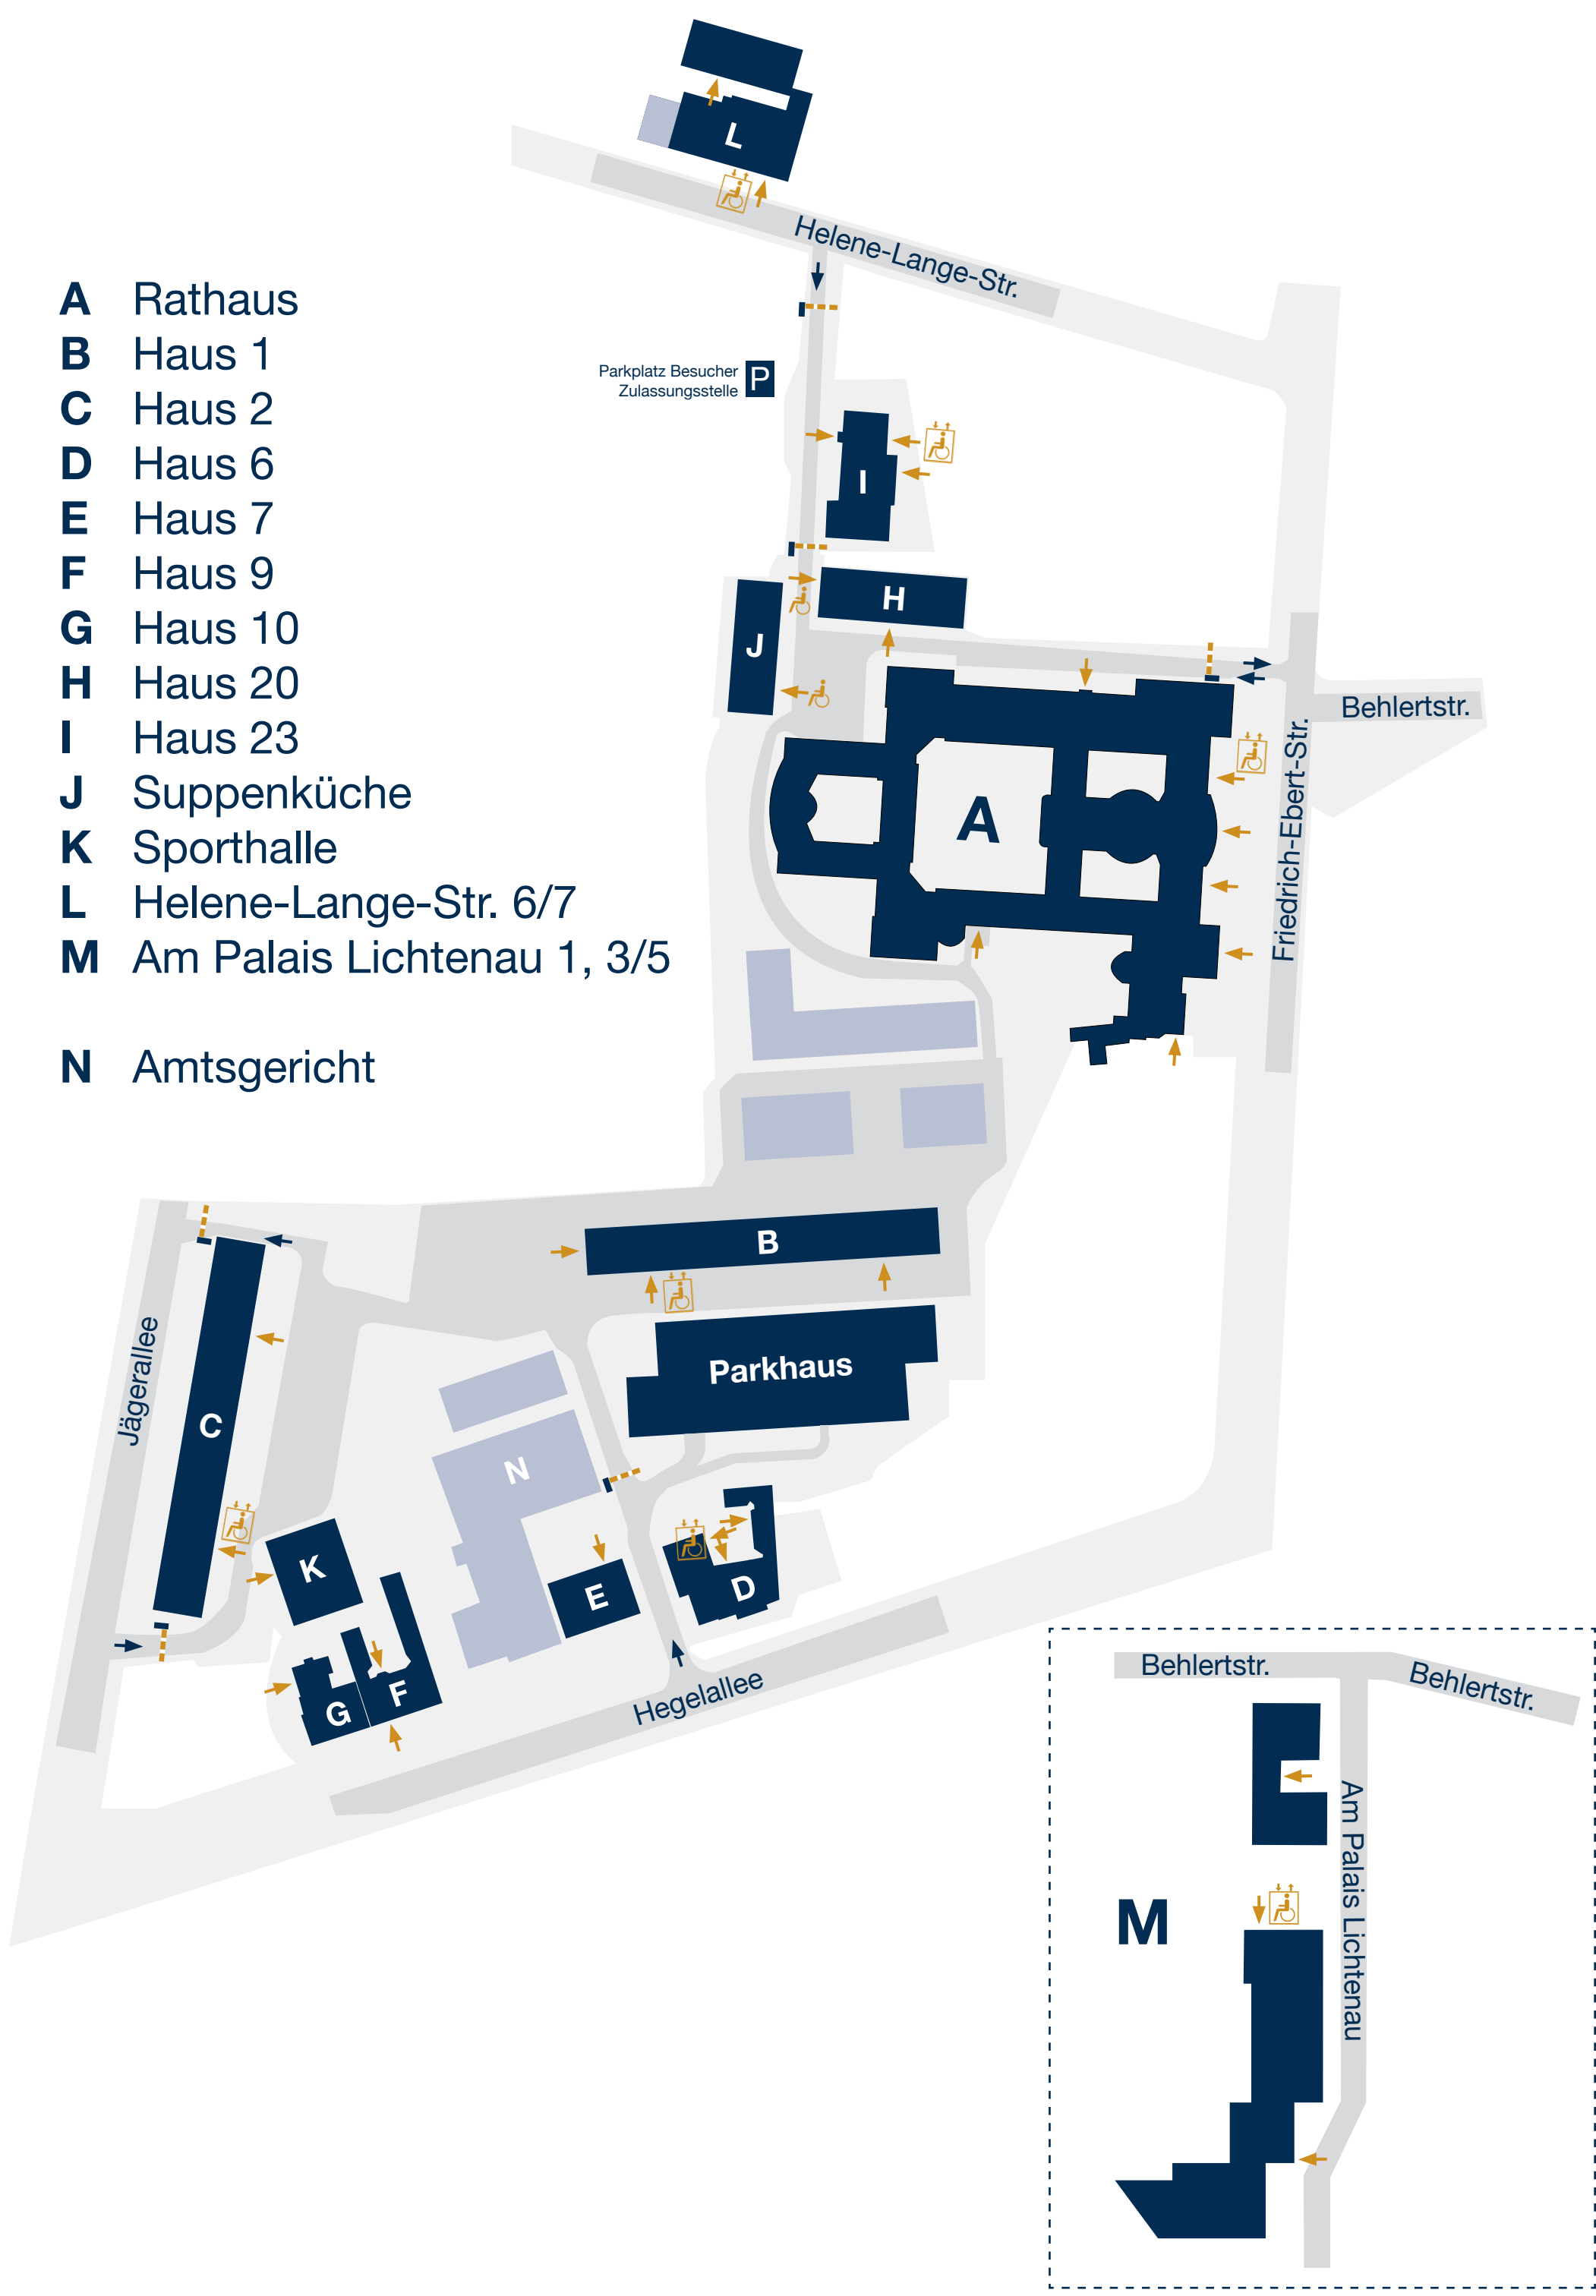 L
Helene-Lange-Str.
A Rathaus
B Haus 1
C Haus 2
D Haus 6
E Haus 7
F Haus 9
G Haus 10
H Haus 20
I Haus 23
J Suppenküche
K Sporthalle
L Helene-Lange-Str. 6/7
M Am Palais Lichtenau 1, 3/5
N Amtsgericht
Parkplatz Besucher
Zulassungsstelle
P
I
H
J
Behlertstr.
A
Friedrich-Ebert-Str.
B
Parkhaus
Jägerallee
C
N
K
E
D
F
G
Hegelallee
Behlertstr.
Behlertstr.
Am Palais Lichtenau
M